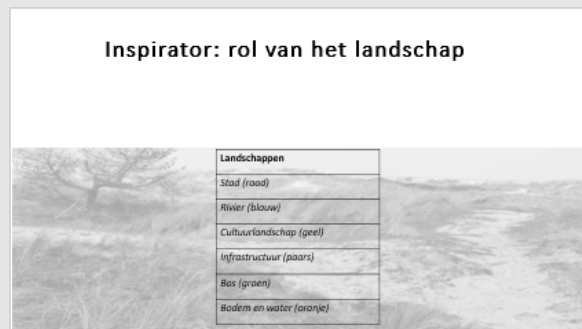 Inspirator: rol van het landschap
Landschappen
Stad (rood)
Rivier (blauw)
Cultuurlandschap (geel)
Infrastructuur (paars)
Bos (groen)
Bodem en water (oranje)